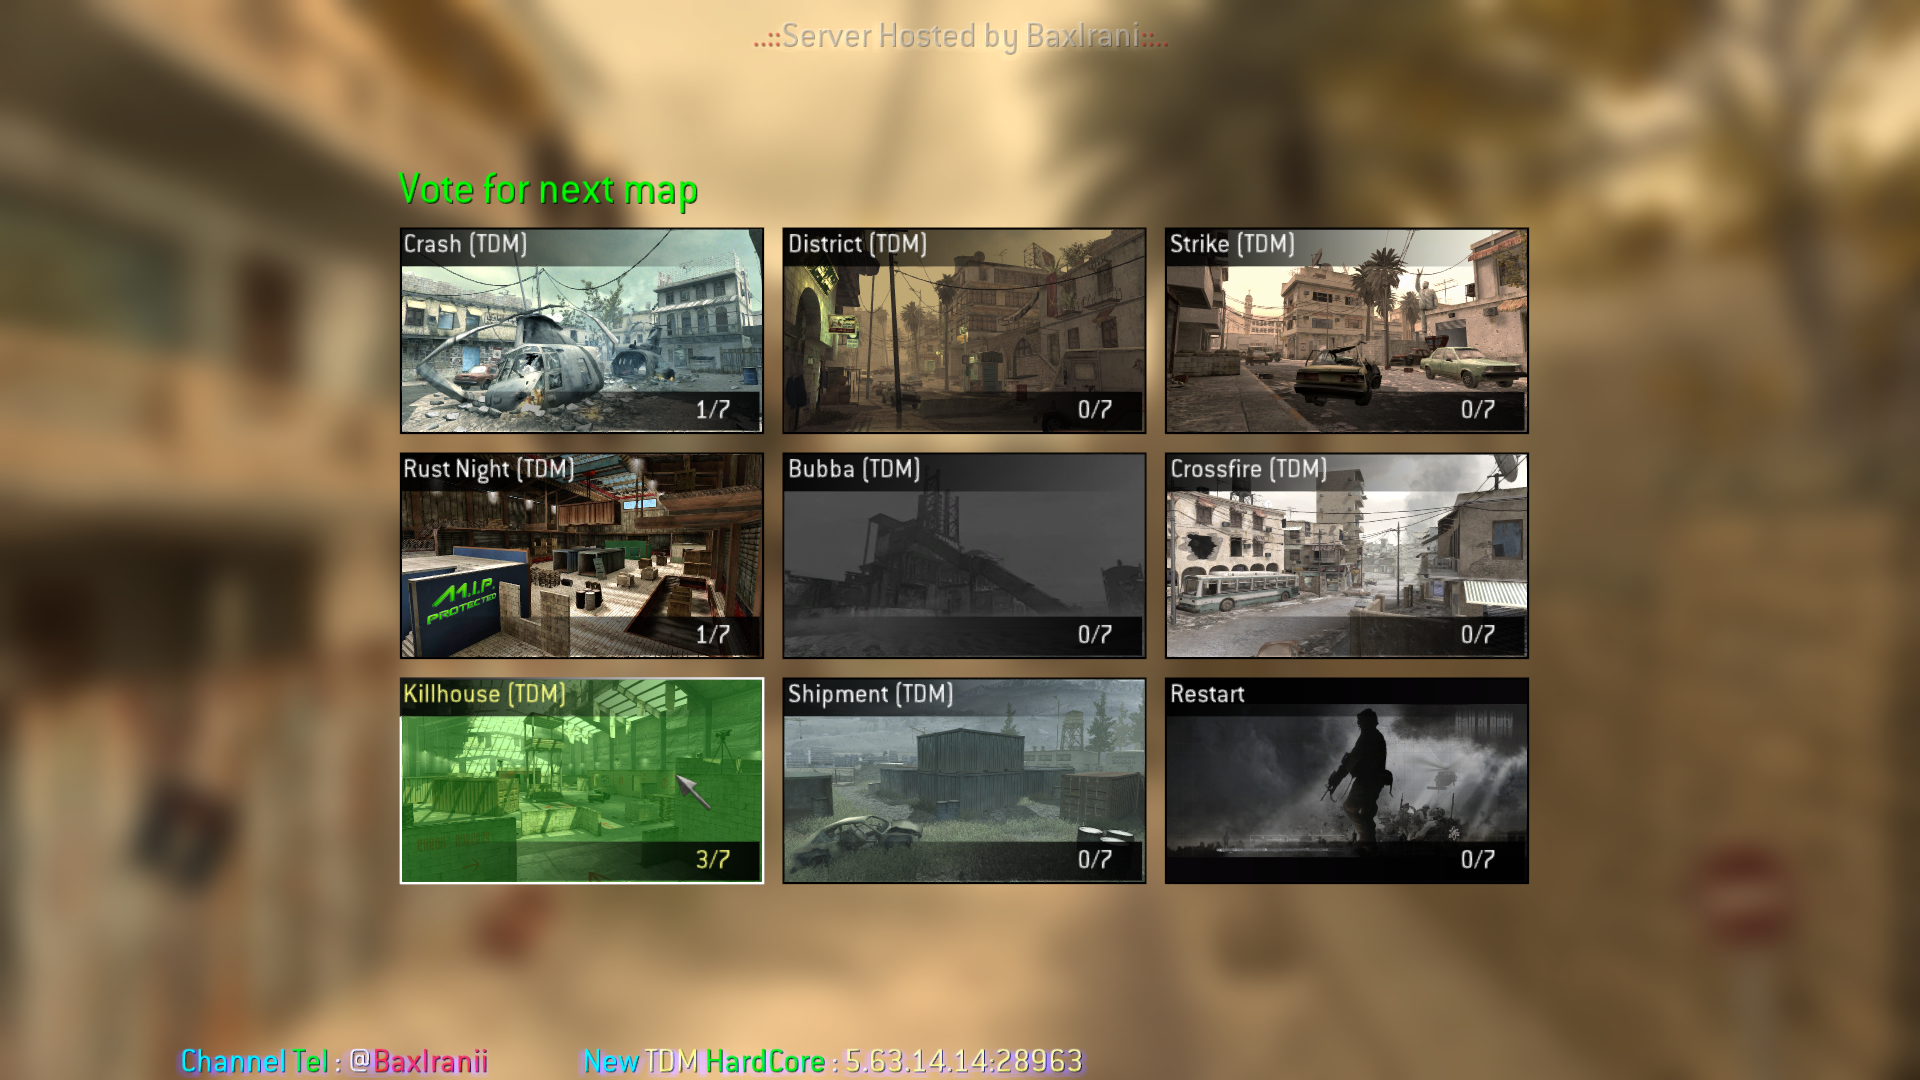 ..::Server Hosted by BaxIrani::..
Vote for next map
Crash (TDM)
1/7
District (TDM)
0/7
Strike (TDM)
0/7
Rust Night (TDM)
M.I.P.
PROTECTED
1/7
Bubba (TDM)
0/7
Crossfire (TDM)
0/7
Killhouse (TDM)
3/7
Shipment (TDM)
0/7
Restart
0/7
Channel Tel : @BaxIranii
New TDM HardCore : 5.63.14.14:28963